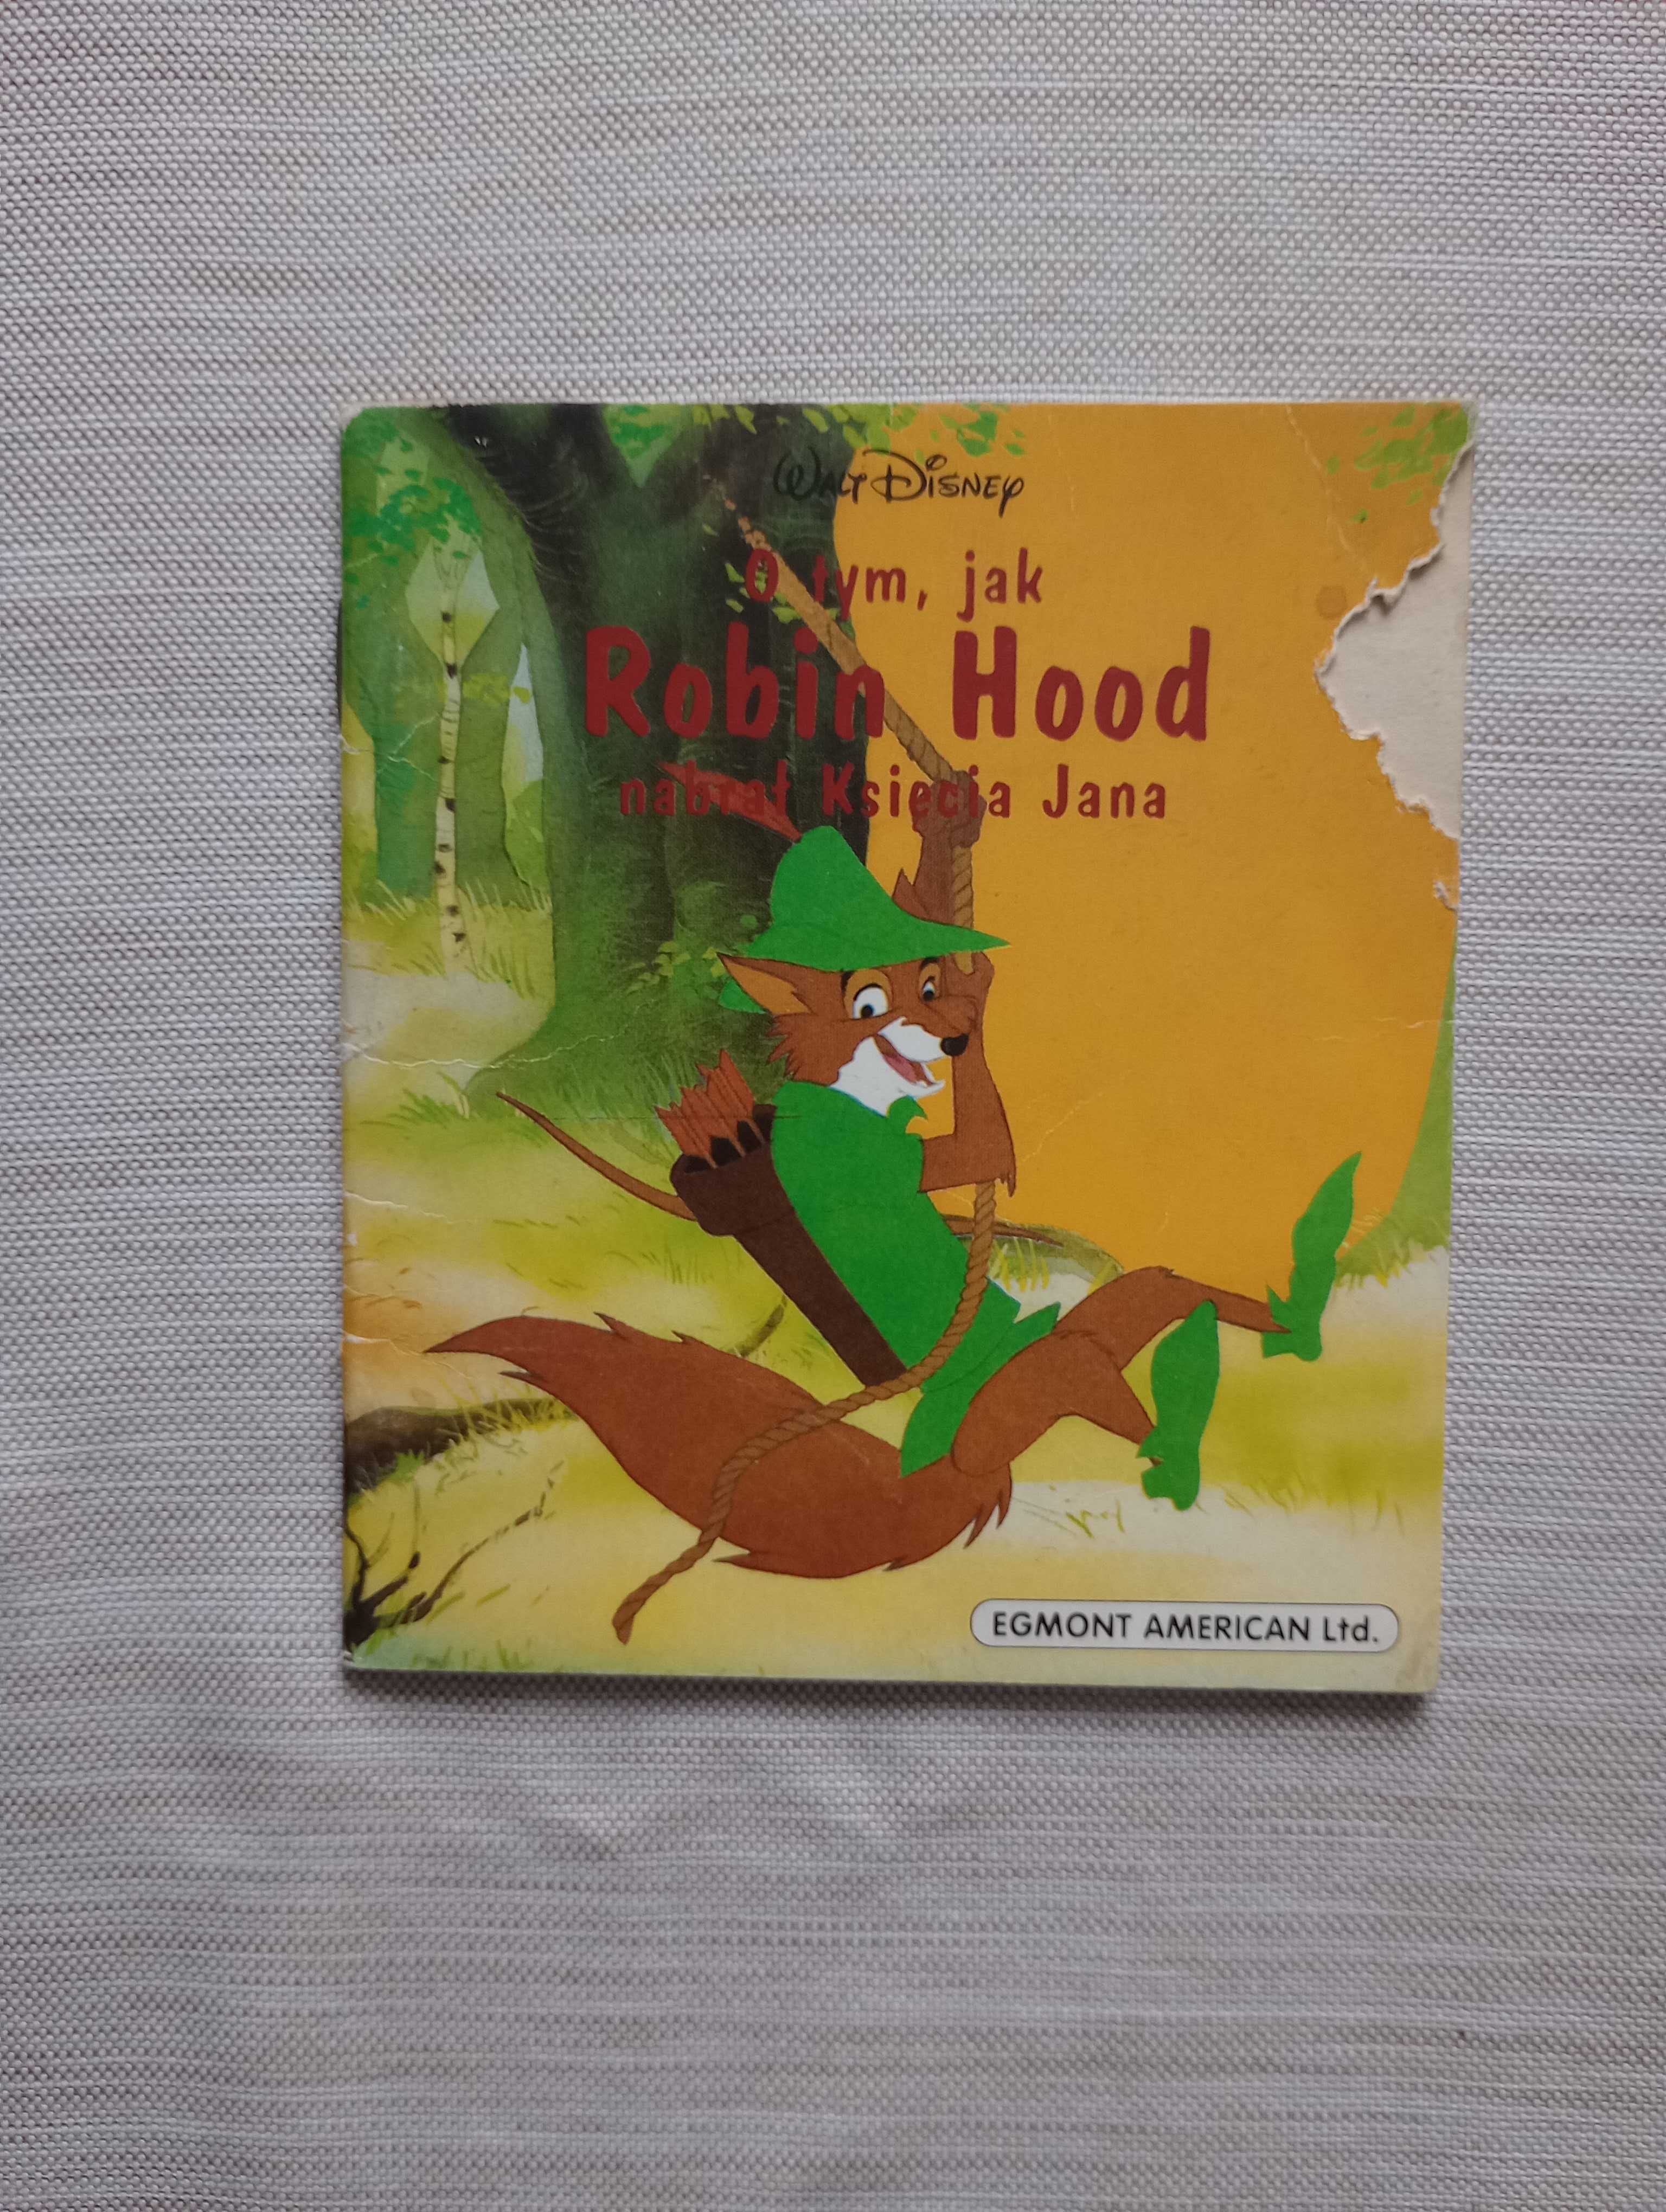 Walt Disney
O tym, jak
Robin Hood
nabrał Księcia Jana
EGMONT AMERICAN Ltd.